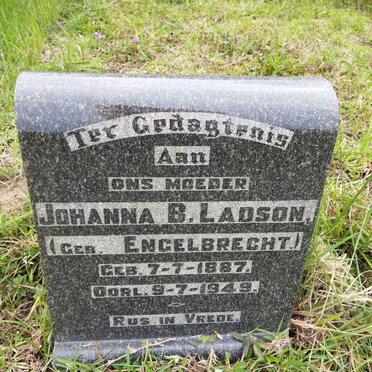 Ter Gedagtenis
Aan
ONS MOEDER
JOHANNA B. LADSON,
(GEB. ENGELBRECHT.)
GEB. 7-7-1887.
OORL. 9-7-1949.
RUS IN VREDE.